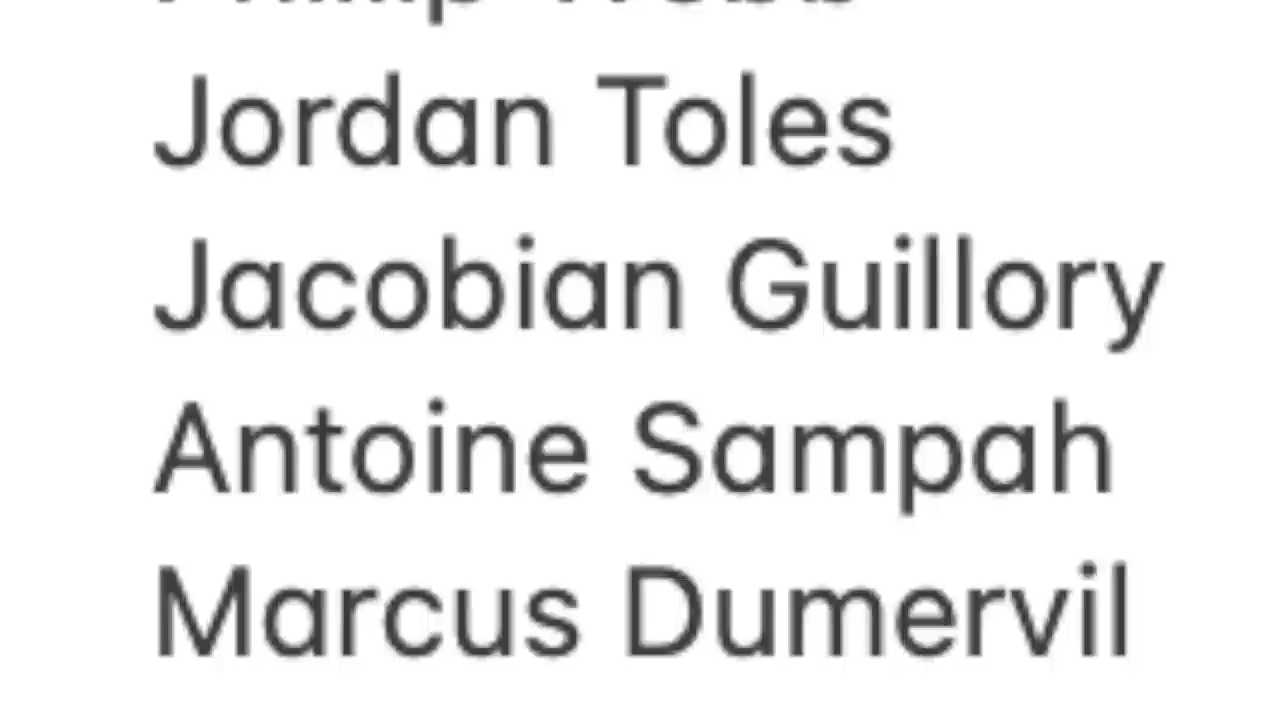 Jordan Toles
Jacobian Guillory
Antoine Sampah
Marcus Dumervil